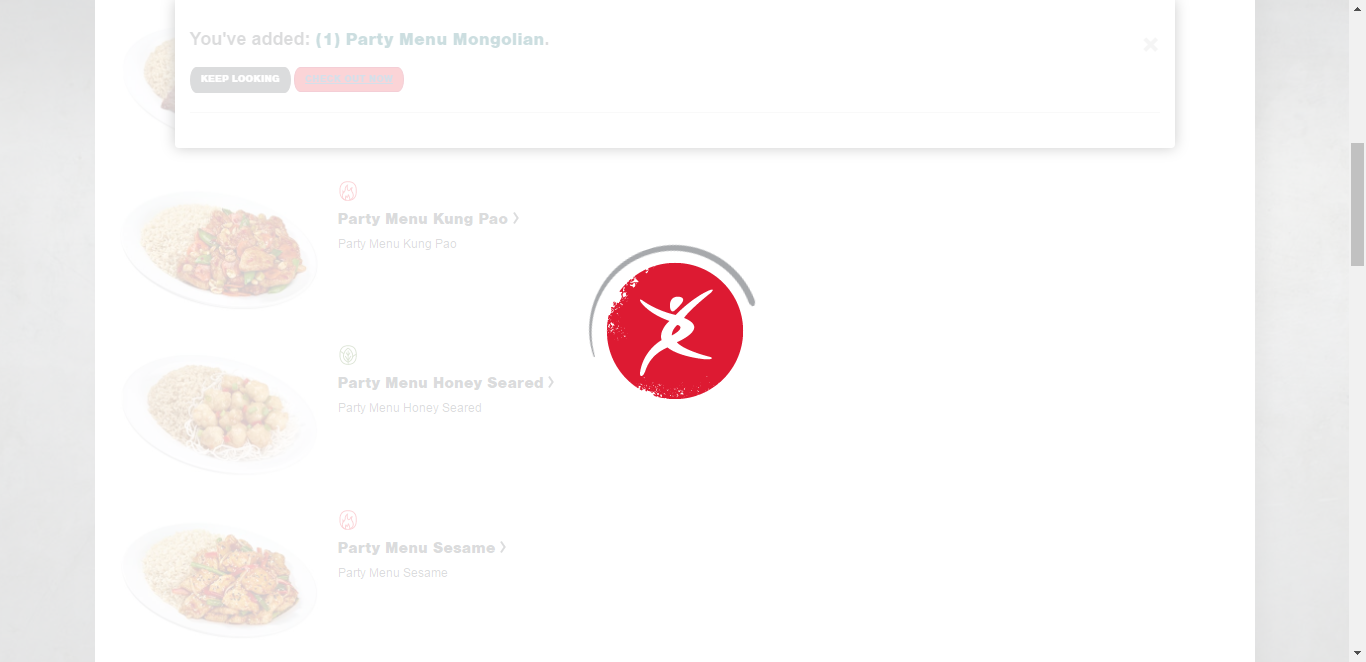 You've added: (1) Party Menu Mongolian.
KEEP LOOKING
Party Menu Kung Pao
Party Menu Kung Pao
Party Menu Honey Seared
Party Menu Honey Seared
Party Menu Sesame
Party Menu Sesame